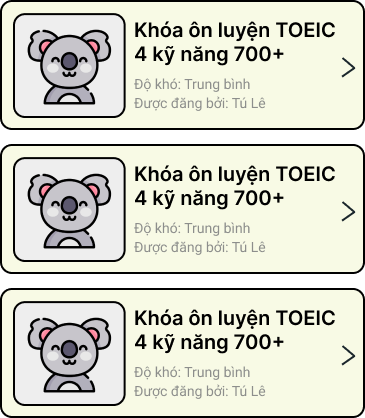 Khóa ôn luyện TOEIC
4 kỹ năng 700+
Độ khó: Trung bình
Được đăng bởi: Tú Lê
Khóa ôn luyện TOEIC
4 kỹ năng 700+
Độ khó: Trung bình
Được đăng bởi: Tú Lê
Khóa ôn luyện TOEIC
4 kỹ năng 700+
Độ khó: Trung bình
Được đăng bởi: Tú Lê